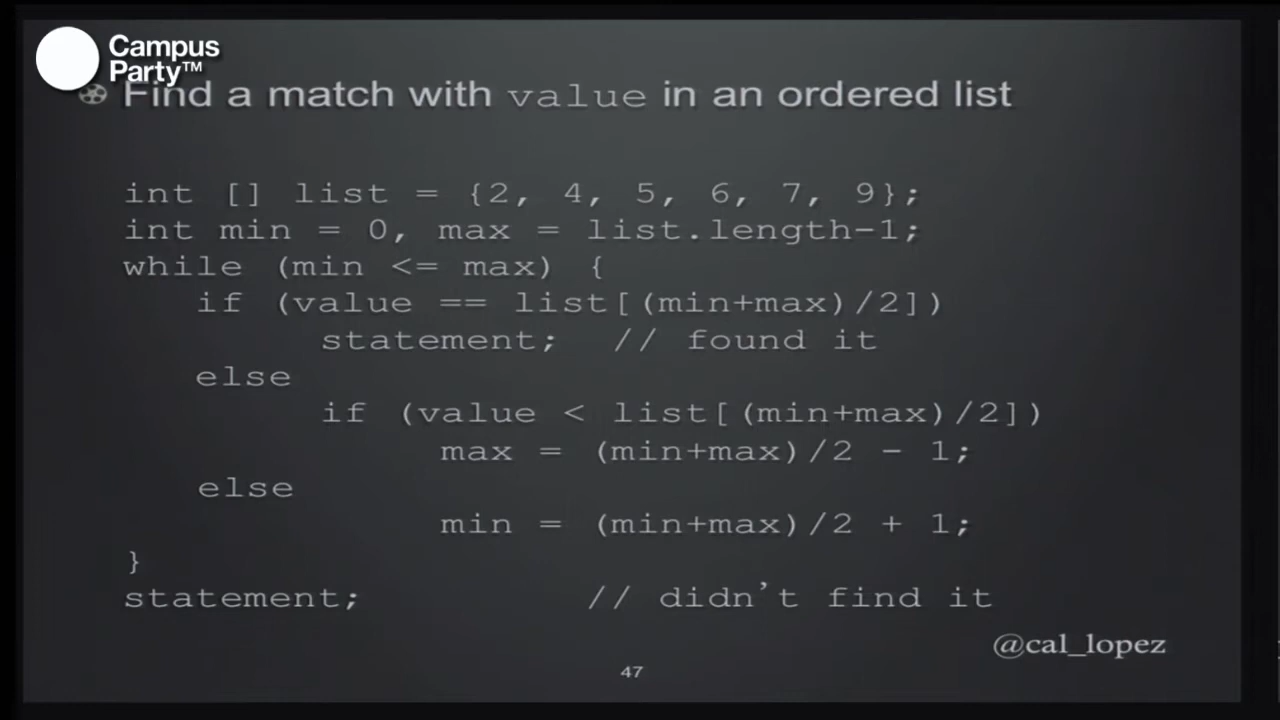 Campus
Party™
Find a match with value in an ordered list
int [] list = {2, 4, 5, 6, 7, 9};
int min = 0, max = list.length-1;
while (min <= max) {
if (value == list[(min+max)/2])
statement; // found it
else
if (value < list[(min+max)/2])
max = (min+max)/2 - 1;
else
min = (min+max)/2 + 1;
}
statement; // didn't find it
@cal_lopez
47